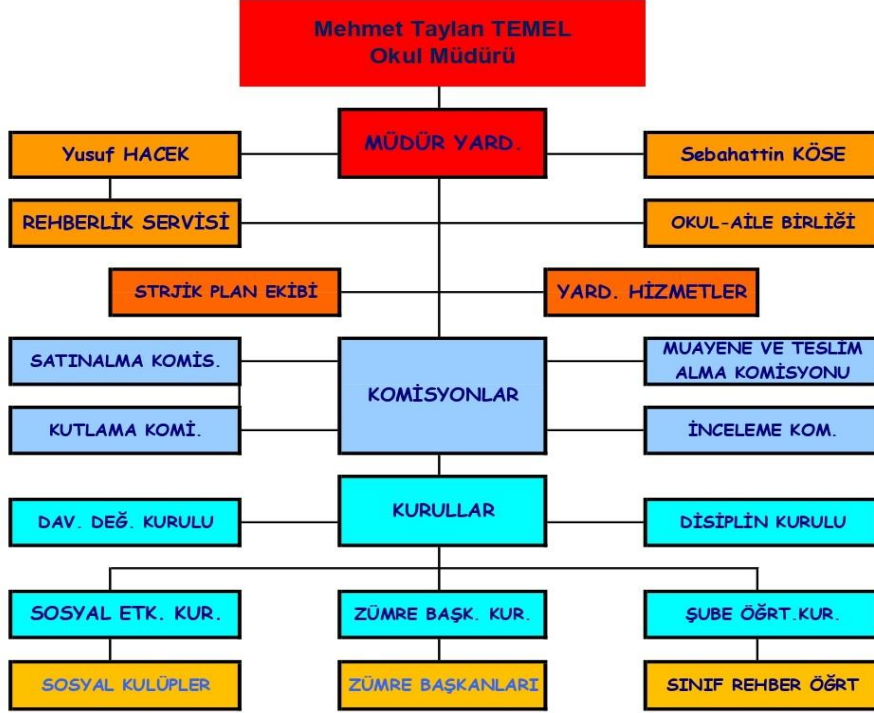 Mehmet Taylan TEMEL
Okul Müdürü
MÜDÜR YARD.
Yusuf HACEK
Sebahattin KÖSE
REHBERLİK SERVİSİ
OKUL-AİLE BİRLİĞİ
STRJİK PLAN EKİBİ
YARD. HİZMETLER
SATINALMA KOMİS.
KOMİSYONLAR
MUAYENE VE TESLİM
ALMA KOMİSYONU
KUTLAMA KOMİ.
İNCELEME KOM.
KURULLAR
DAV. DEĞ. KURULU
DİSİPLİN KURULU
SOSYAL ETK. KUR.
ZÜMRE BAŞK. KUR.
ŞUBE ÖĞRT.KUR.
SOSYAL KULÜPLER
ZÜMRE BAŞKANLARI
SINIF REHBER ÖĞRT